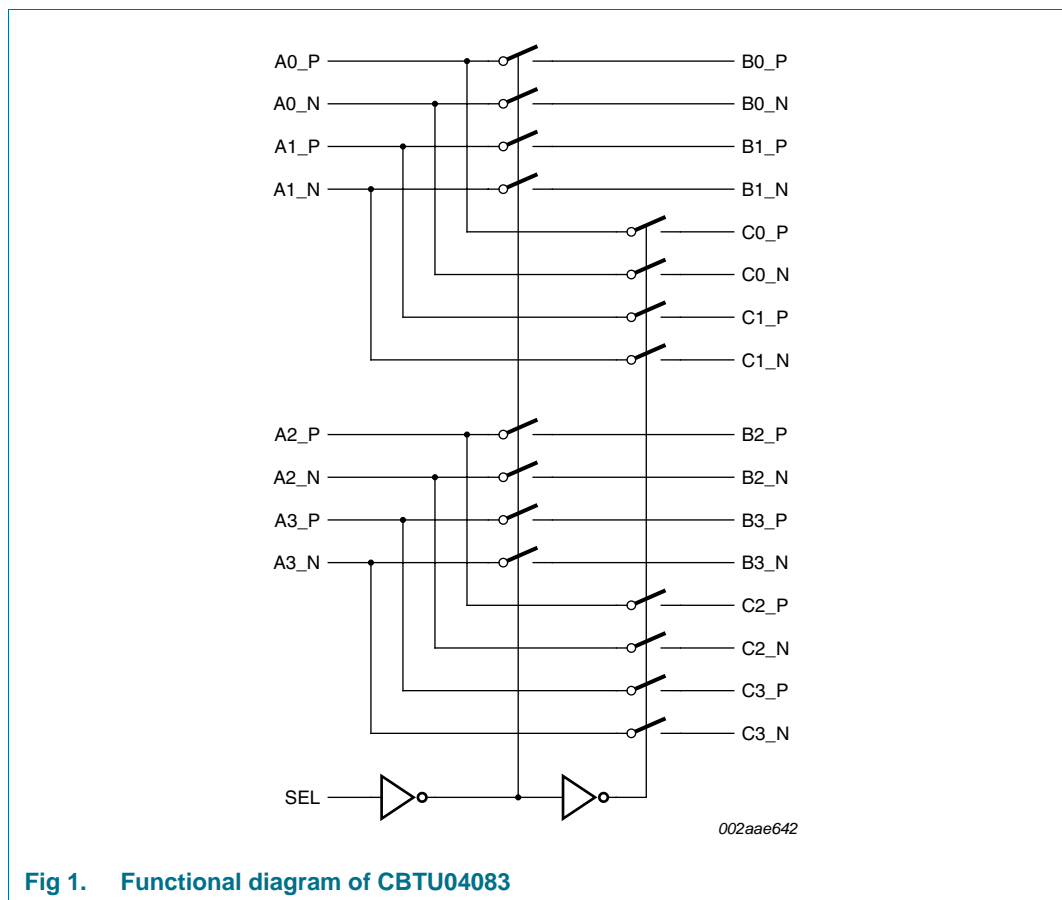 A0_P B0_P
A0_N B0_N
A1_P B1_P
A1_N B1_N
C0_P
C0_N
C1_P
C1_N
A2_P B2_P
A2_N B2_N
A3_P B3_P
A3_N B3_N
C2_P
C2_N
C3_P
C3_N
SEL
002aae642
Fig 1. Functional diagram of CBTU04083